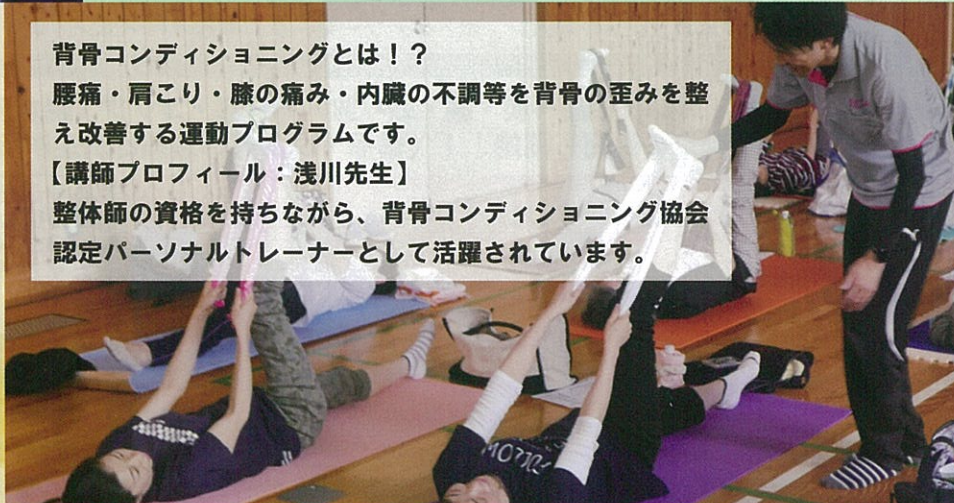 背骨コンディショニングとは！？
腰痛・肩こり・膝の痛み・内臓の不調等を背骨の歪みを整
え改善する運動プログラムです。
【講師プロフィール：浅川先生】
整体師の資格を持ちながら、背骨コンディショニング協会
認定パーソナルトレーナーとして活躍されています。
FOLLOW